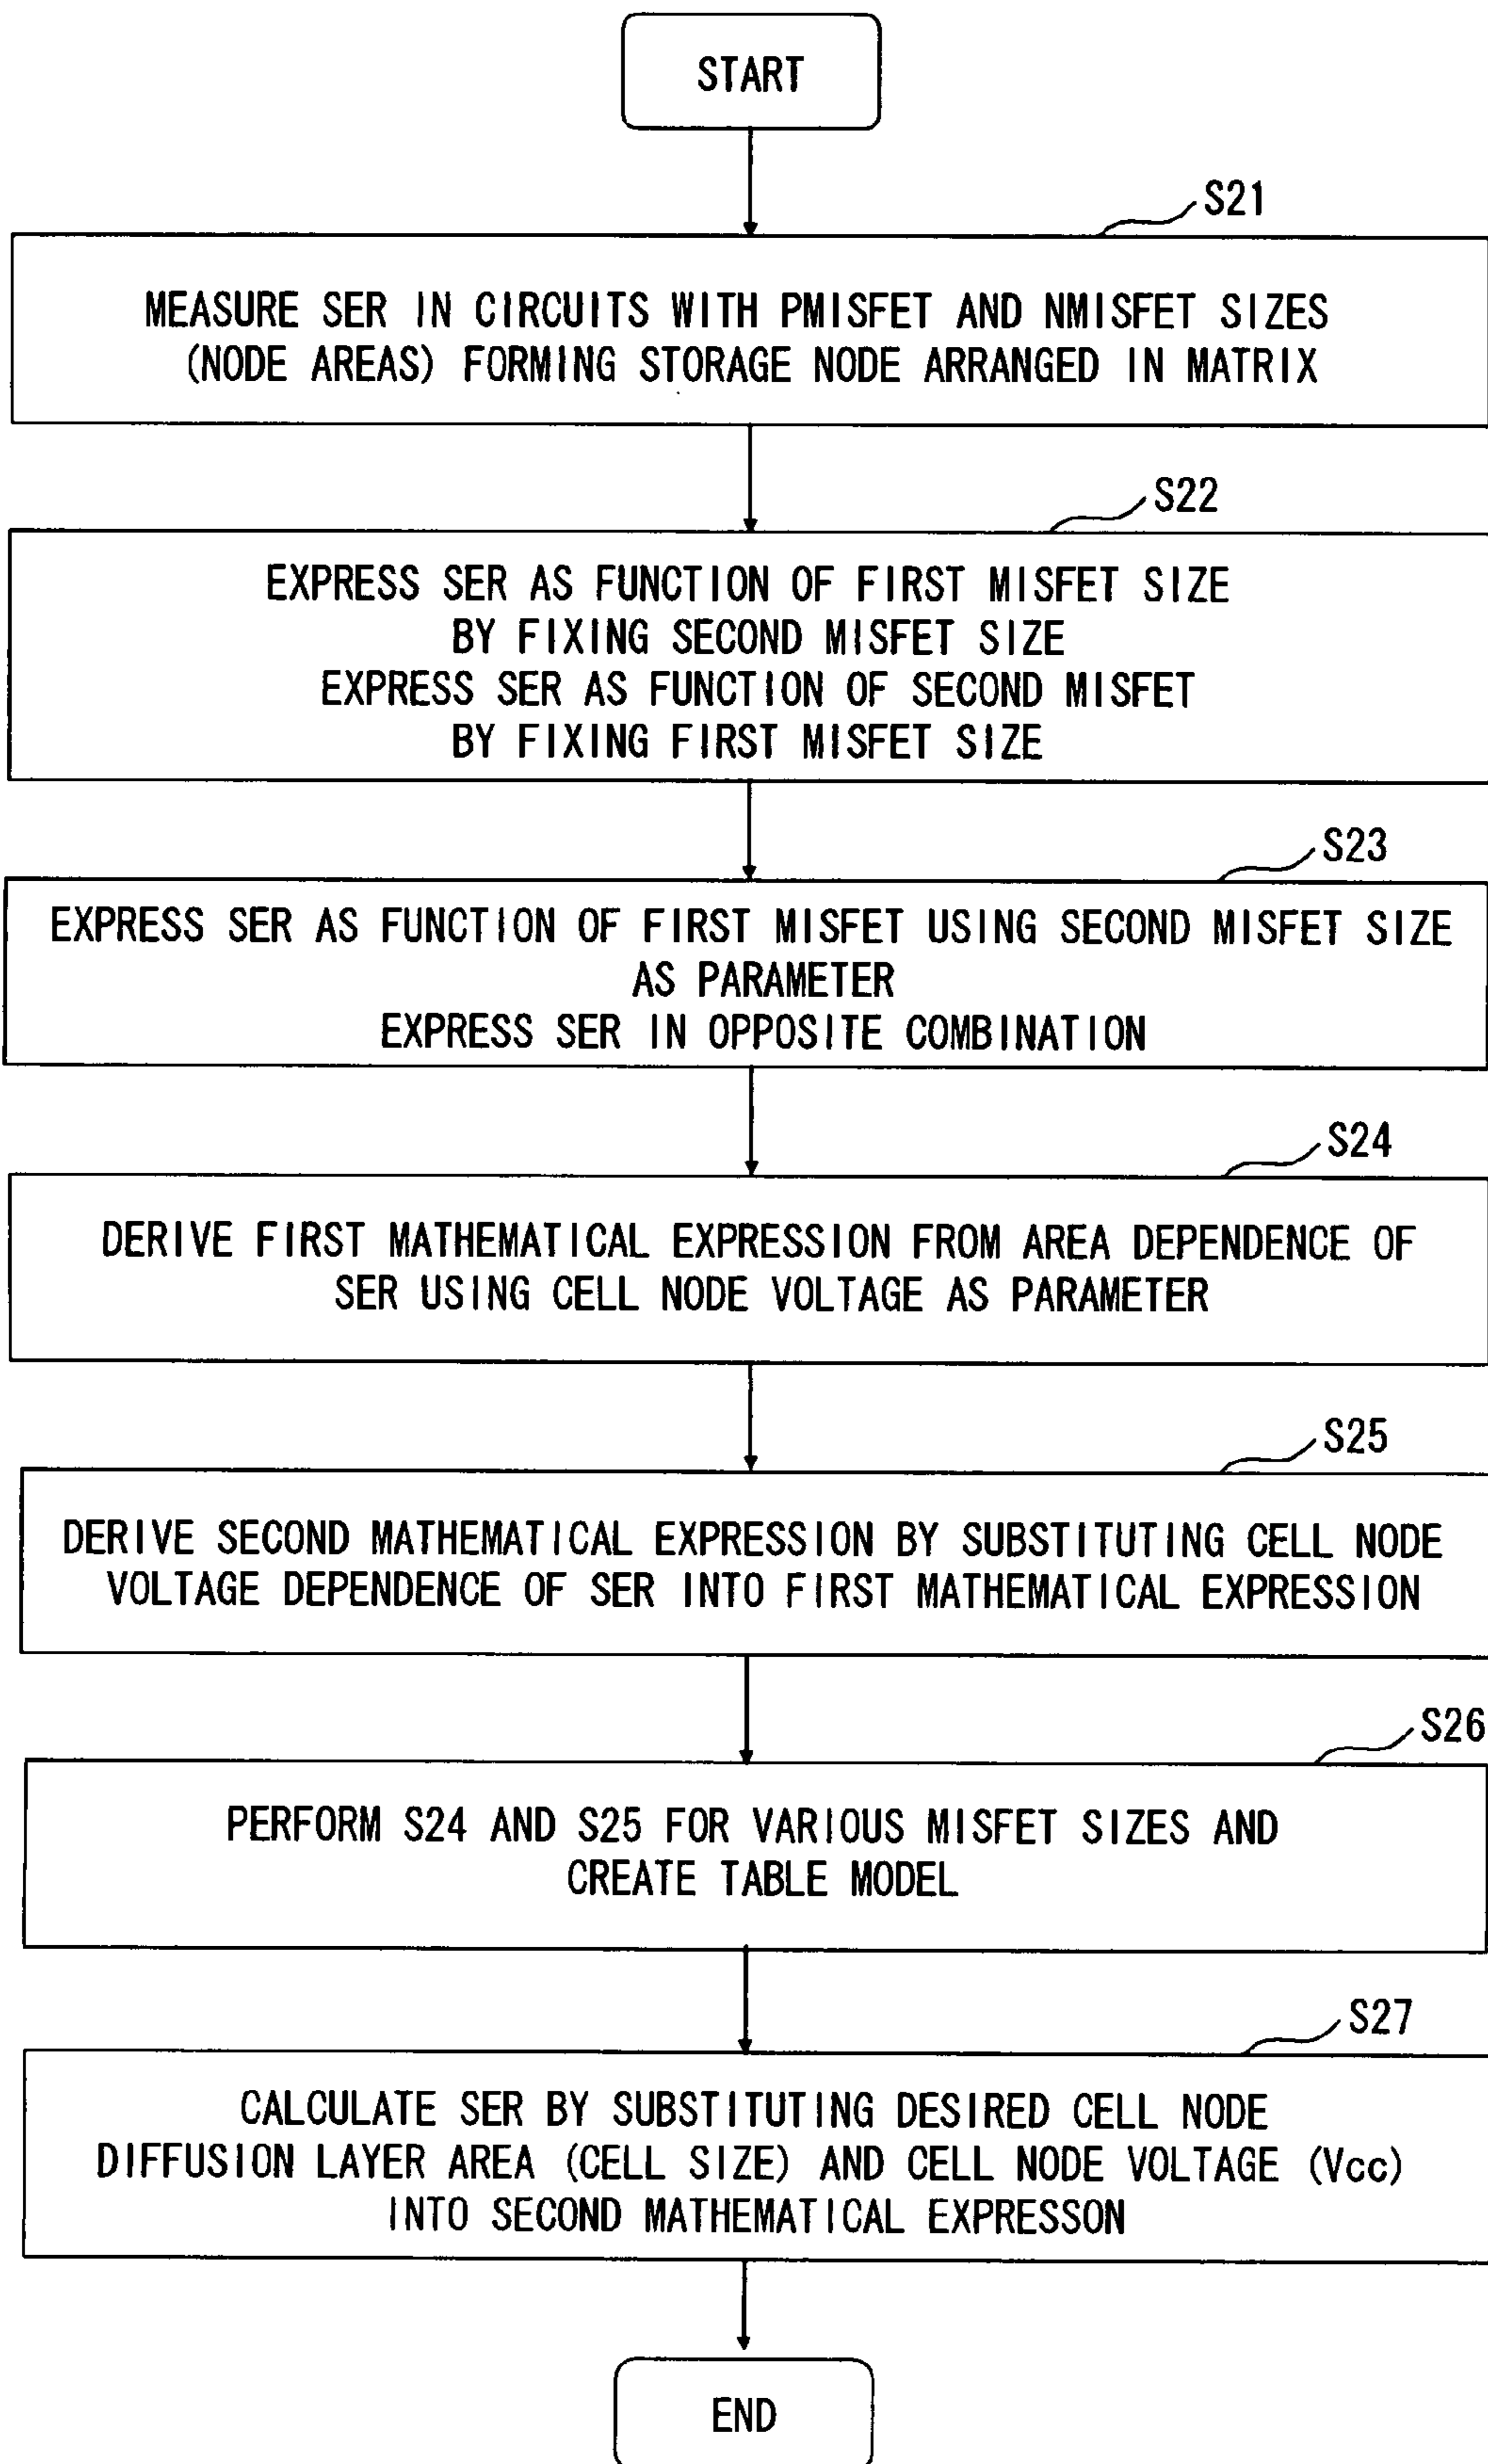 START
S21
MEASURE SER IN CIRCUITS WITH PMISFET AND NMISFET SIZES
(NODE AREAS) FORMING STORAGE NODE ARRANGED IN MATRIX
S22
EXPRESS SER AS FUNCTION OF FIRST MISFET SIZE
BY FIXING SECOND MISFET SIZE
EXPRESS SER AS FUNCTION OF SECOND MISFET
BY FIXING FIRST MISFET SIZE
S23
EXPRESS SER AS FUNCTION OF FIRST MISFET USING SECOND MISFET SIZE
AS PARAMETER
EXPRESS SER IN OPPOSITE COMBINATION
S24
DERIVE FIRST MATHEMATICAL EXPRESSION FROM AREA DEPENDENCE OF
SER USING CELL NODE VOLTAGE AS PARAMETER
S25
DERIVE SECOND MATHEMATICAL EXPRESSION BY SUBSTITUTING CELL NODE
VOLTAGE DEPENDENCE OF SER INTO FIRST MATHEMATICAL EXPRESSION
S26
PERFORM S24 AND S25 FOR VARIOUS MISFET SIZES AND
CREATE TABLE MODEL
S27
CALCULATE SER BY SUBSTITUTING DESIRED CELL NODE
DIFFUSION LAYER AREA (CELL SIZE) AND CELL NODE VOLTAGE (Vcc)
INTO SECOND MATHEMATICAL EXPRESSON
END